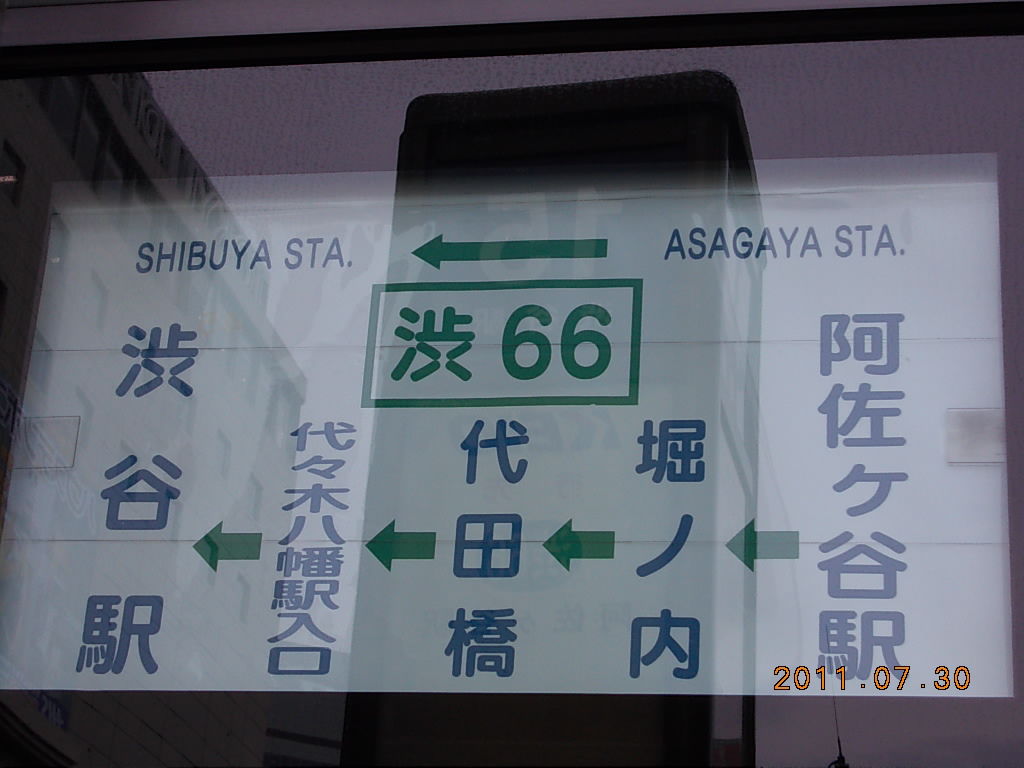 SHIBUYA STA.
ASAGAYA STA.
渋66
阿佐ケ谷駅
堀ノ内
代田橋
代々木八幡駅入口
渋谷駅
2011.07.30